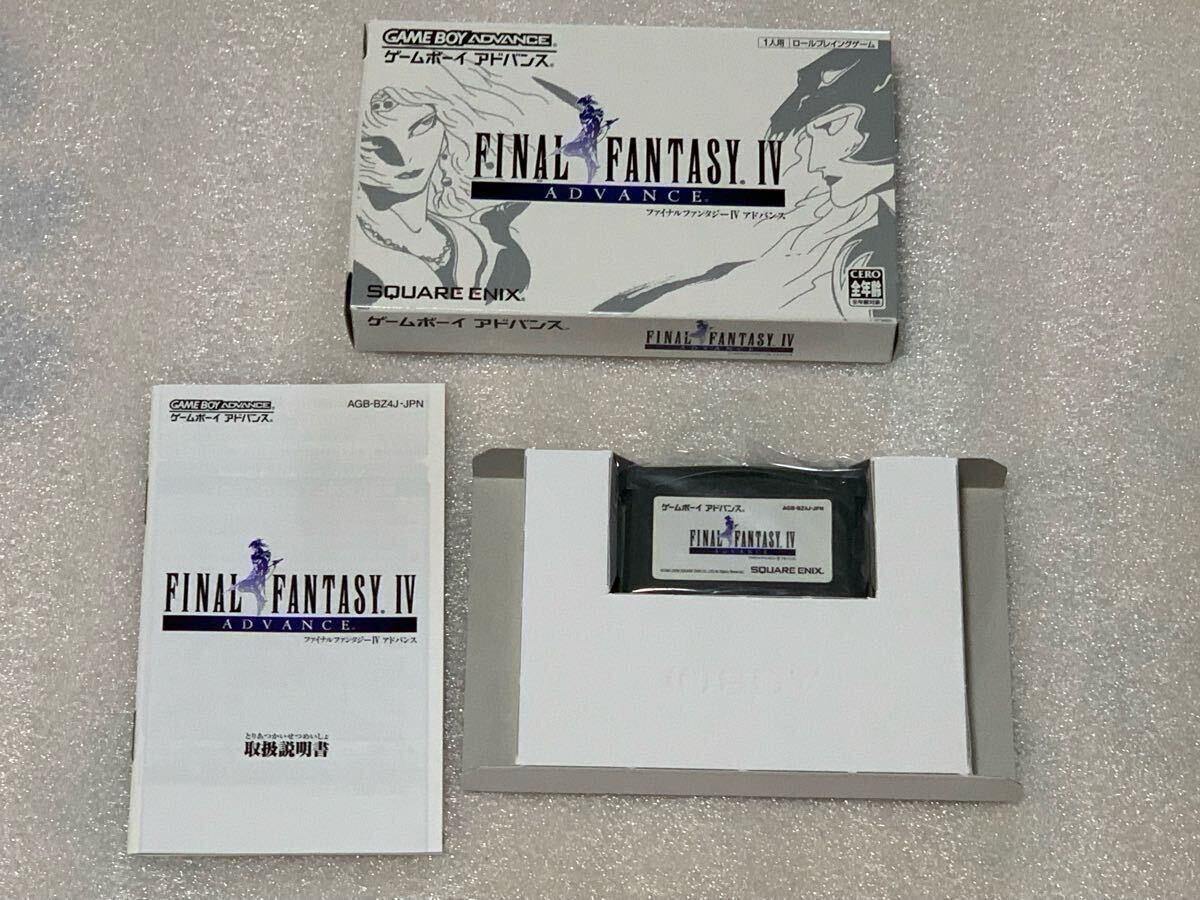 GAME BOY ADVANCE
ゲームボーイ アドバンス
1人用 ロールプレイングゲーム
FINAL FANTASY IV
ADVANCE
ファイナルファンタジーIV アドバンス
SQUARE ENIX
CERO
全年齢
全年齢対象
ゲームボーイ アドバンス
FINAL FANTASY IV
ADVANCE
GAME BOY ADVANCE
ゲームボーイ アドバンス
AGB-BZ4J-JPN
FINAL FANTASY IV
ADVANCE
ファイナルファンタジーIV アドバンス
とりあつかいせつめいしょ
取扱説明書
ゲームボーイ アドバンス
AGB-BZ4J-JPN
FINAL FANTASY IV
ADVANCE
SQUARE ENIX